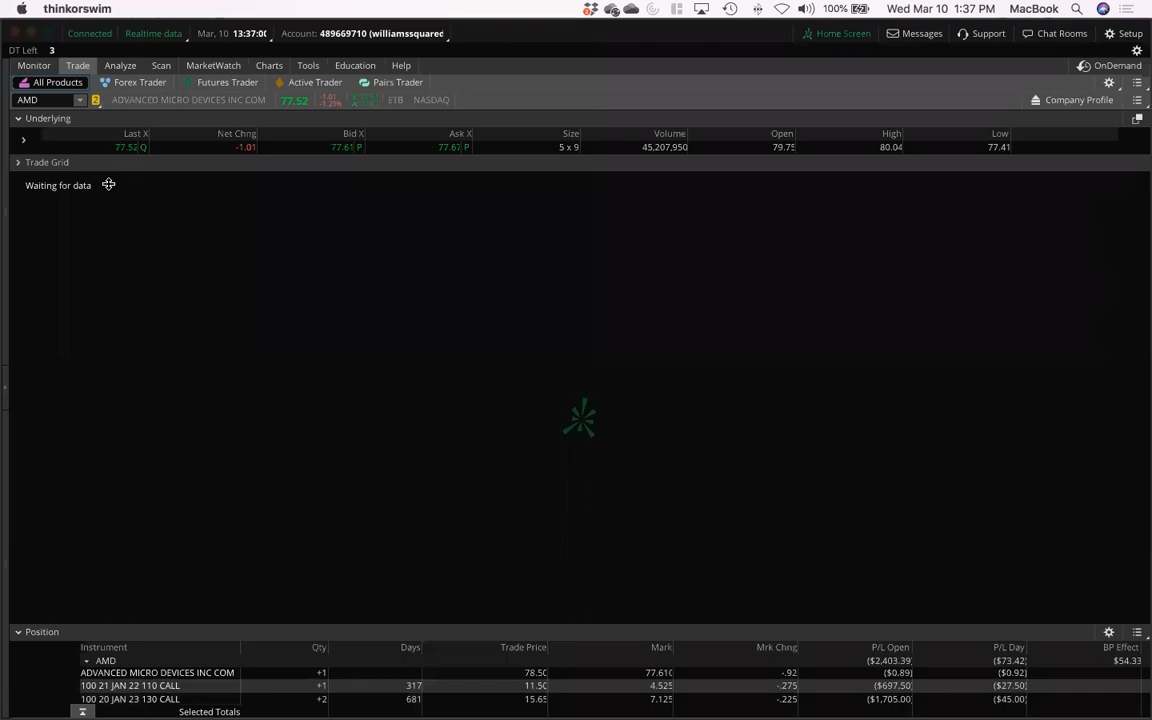 thinkorswim 100% Wed Mar 10 1:37 PM MacBook
Connected Realtime data Mar, 10 13:37:00 Account: 489669710 (williamssquared Home Screen Messages Support Chat Rooms Setup
DT Left 3
Monitor Trade Analyze Scan MarketWatch Charts Tools Education Help OnDemand
All Products Forex Trader Futures Trader Active Trader Pairs Trader
AMD 2 ADVANCED MICRO DEVICES INC COM 77.52 -1.01 -1.29% ETB NASDAQ Company Profile
Underlying
Last X Net Chng Bid X Ask X Size Volume Open High Low
77.52 Q -1.01 77.61 P 77.67 P 5 x 9 45,207,950 79.75 80.04 77.41
Trade Grid
Waiting for data
Position
Instrument Qty Days Trade Price Mark Mrk Chng P/L Open P/L Day BP Effect
AMD ($2,403.39) ($73.42) $54.33
ADVANCED MICRO DEVICES INC COM +1 78.50 77.610 -.92 ($0.89) ($0.92)
100 21 JAN 22 110 CALL +1 317 11.50 4.525 -.275 ($697.50) ($27.50)
100 20 JAN 23 130 CALL +2 681 15.65 7.125 -.225 ($1,705.00) ($45.00)
Selected Totals